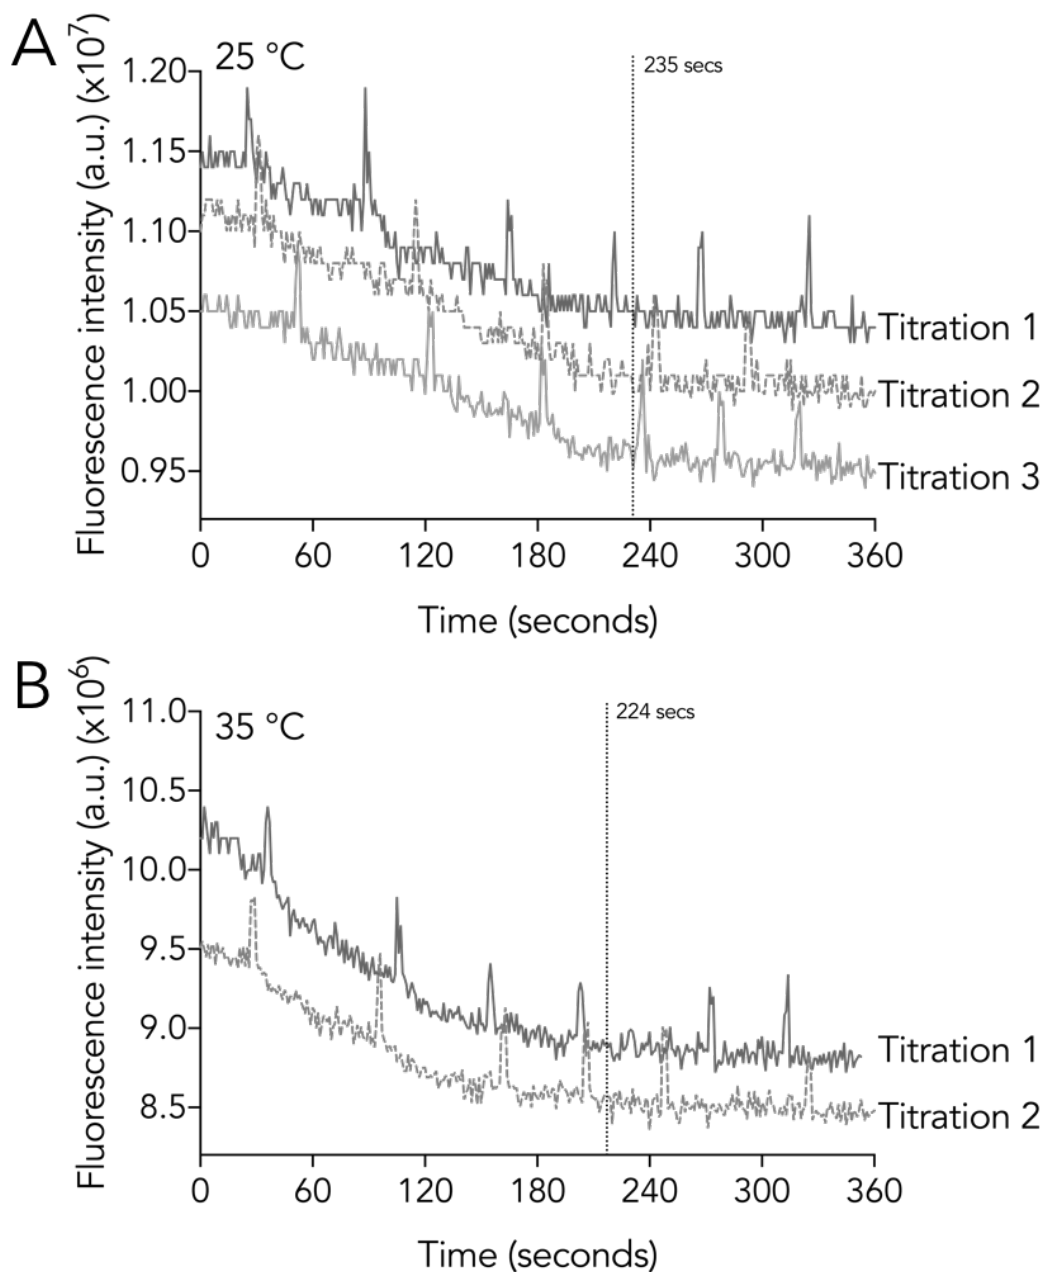 A
25 °C
235 secs
Fluorescence intensity (a.u.) (x10⁷)
1.20
1.15
1.10
1.05
1.00
0.95
Titration 1
Titration 2
Titration 3
0 60 120 180 240 300 360
Time (seconds)
B
35 °C
224 secs
Fluorescence intensity (a.u.) (x10⁶)
11.0
10.5
10.0
9.5
9.0
8.5
Titration 1
Titration 2
0 60 120 180 240 300 360
Time (seconds)